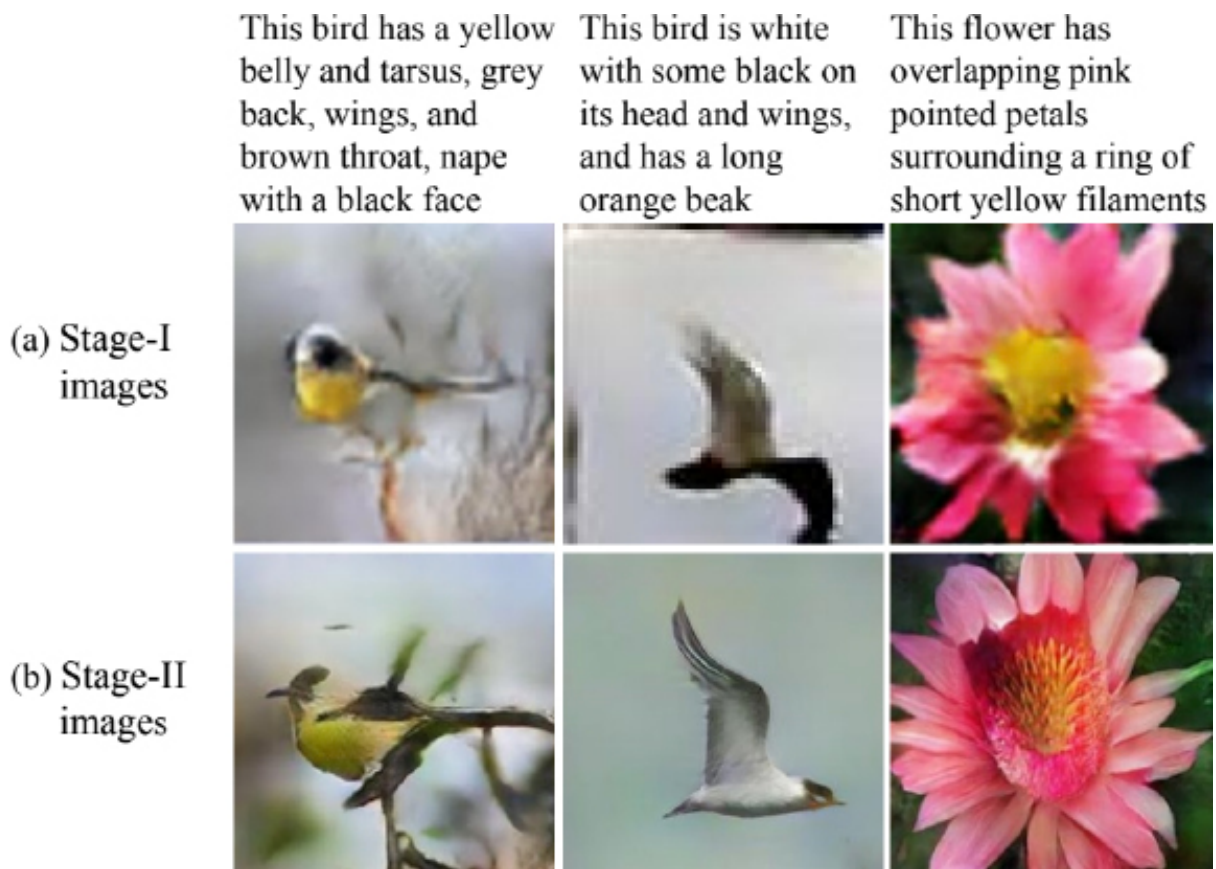 This bird has a yellow
belly and tarsus, grey
back, wings, and
brown throat, nape
with a black face
This bird is white
with some black on
its head and wings,
and has a long
orange beak
This flower has
overlapping pink
pointed petals
surrounding a ring of
short yellow filaments
(a) Stage-I
images
(b) Stage-II
images